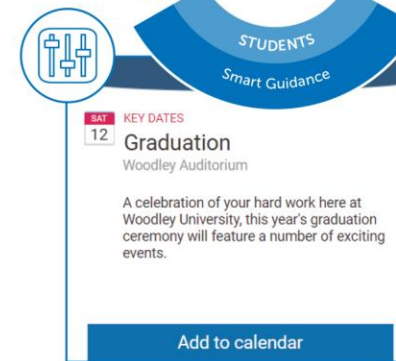 STUDENTS
Smart Guidance
SAT
12
KEY DATES
Graduation
Woodley Auditorium
A celebration of your hard work here at
Woodley University, this year's graduation
ceremony will feature a number of exciting
events.
Add to calendar